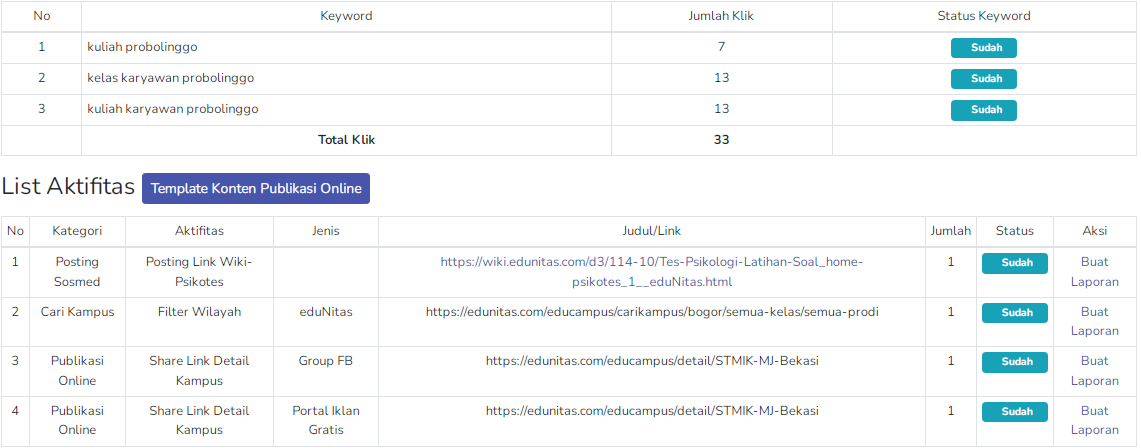 No Keyword Jumlah Klik Status Keyword
1 kuliah probolinggo 7 Sudah
2 kelas karyawan probolinggo 13 Sudah
3 kuliah karyawan probolinggo 13 Sudah
Total Klik 33
List Aktifitas Template Konten Publikasi Online
No Kategori Aktifitas Jenis Judul/Link Jumlah Status Aksi
1 Posting Posting Link Wiki- https://wiki.edunitas.com/d3/114-10/Tes-Psikologi-Latihan-Soal_home- 1 Sudah Buat
Sosmed Psikotes psikotes_1__eduNitas.html Laporan
2 Cari Kampus Filter Wilayah eduNitas https://edunitas.com/educampus/carikampus/bogor/semua-kelas/semua-prodi 1 Sudah Buat
Laporan
3 Publikasi Share Link Detail Group FB https://edunitas.com/educampus/detail/STMIK-MJ-Bekasi 1 Sudah Buat
Online Kampus Laporan
4 Publikasi Share Link Detail Portal Iklan https://edunitas.com/educampus/detail/STMIK-MJ-Bekasi 1 Sudah Buat
Online Kampus Gratis Laporan